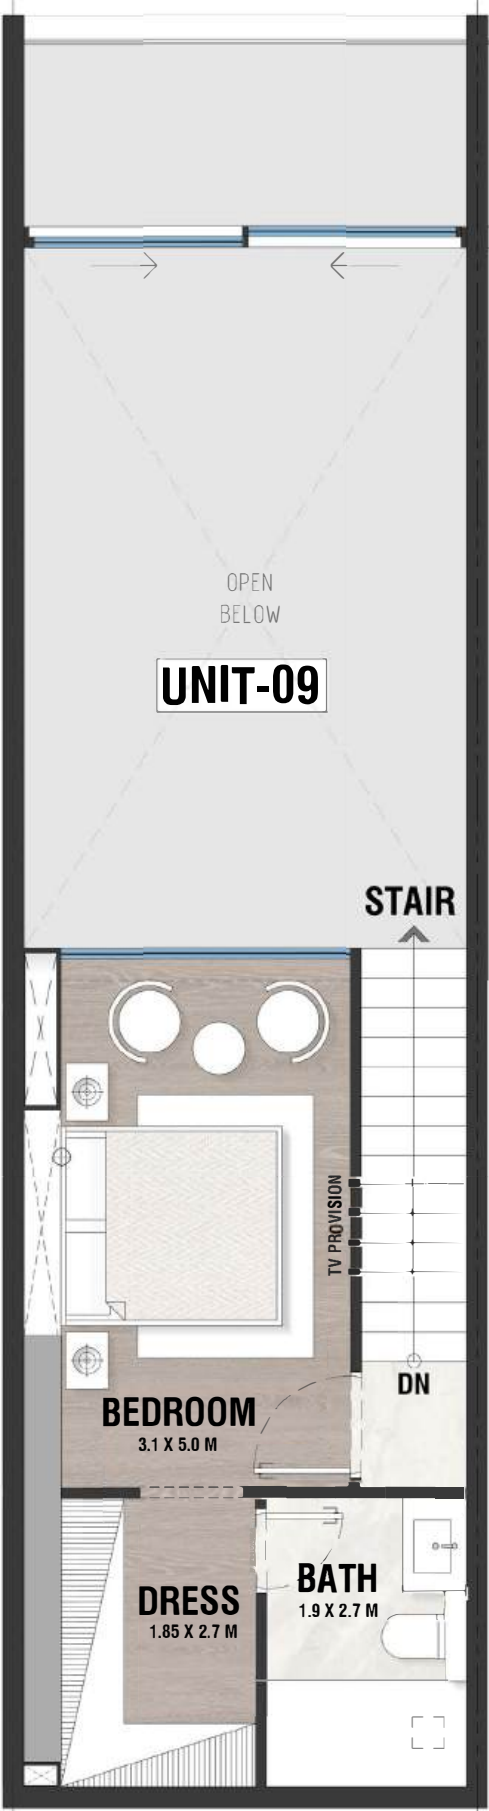 OPEN
BELOW
UNIT-09
STAIR
TV PROVISION
DN
BEDROOM
3.1 X 5.0 M
DRESS
1.85 X 2.7 M
BATH
1.9 X 2.7 M